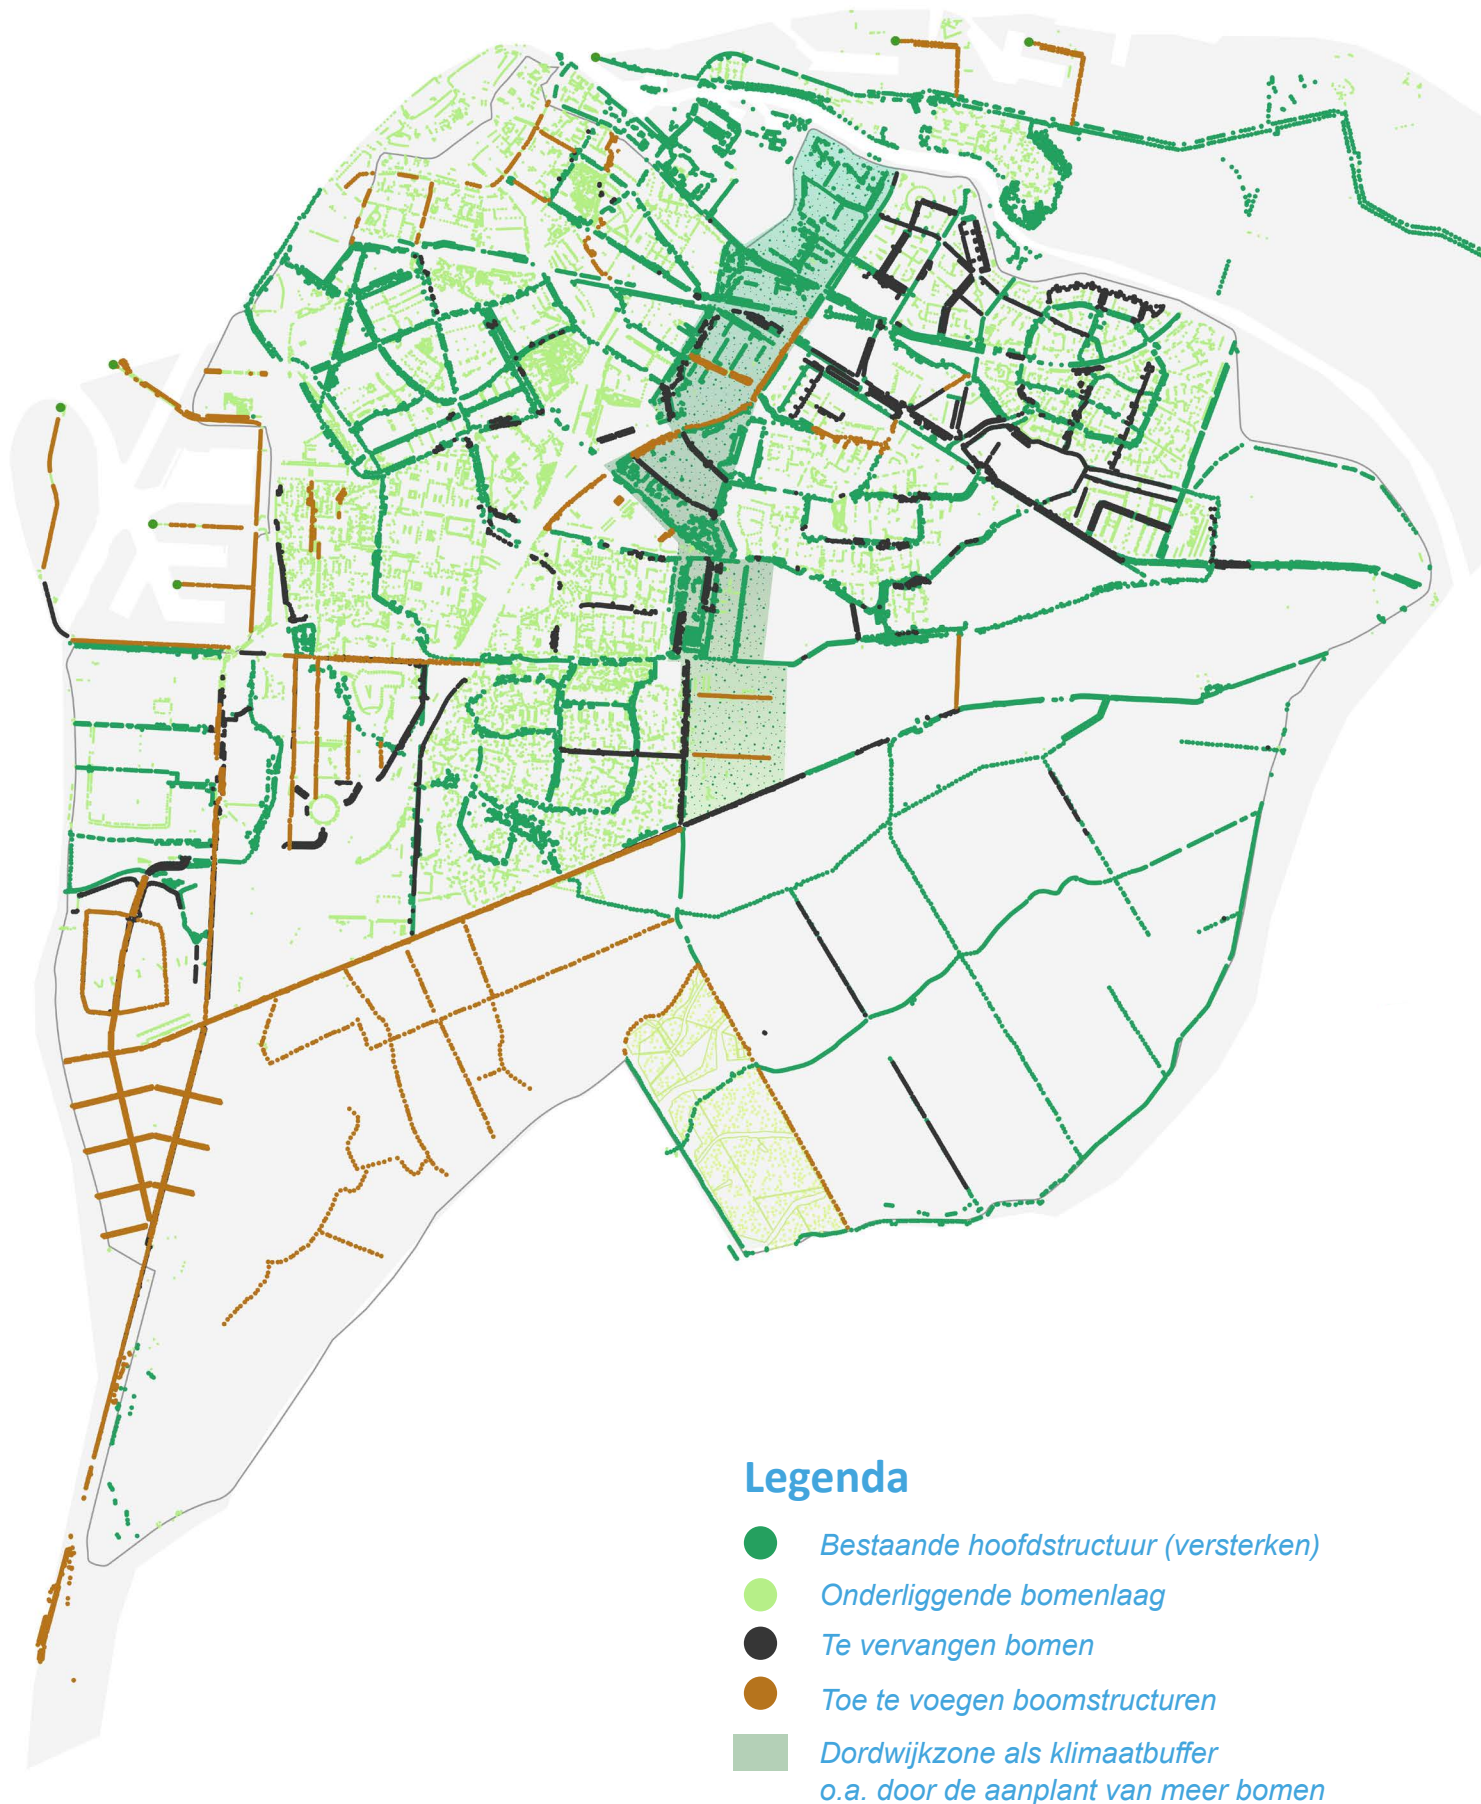 Legenda
Bestaande hoofdstructuur (versterken)
Onderliggende bomenlaag
Te vervangen bomen
Toe te voegen boomstructuren
Dordwijkzone als klimaatbuffer
o.a. door de aanplant van meer bomen